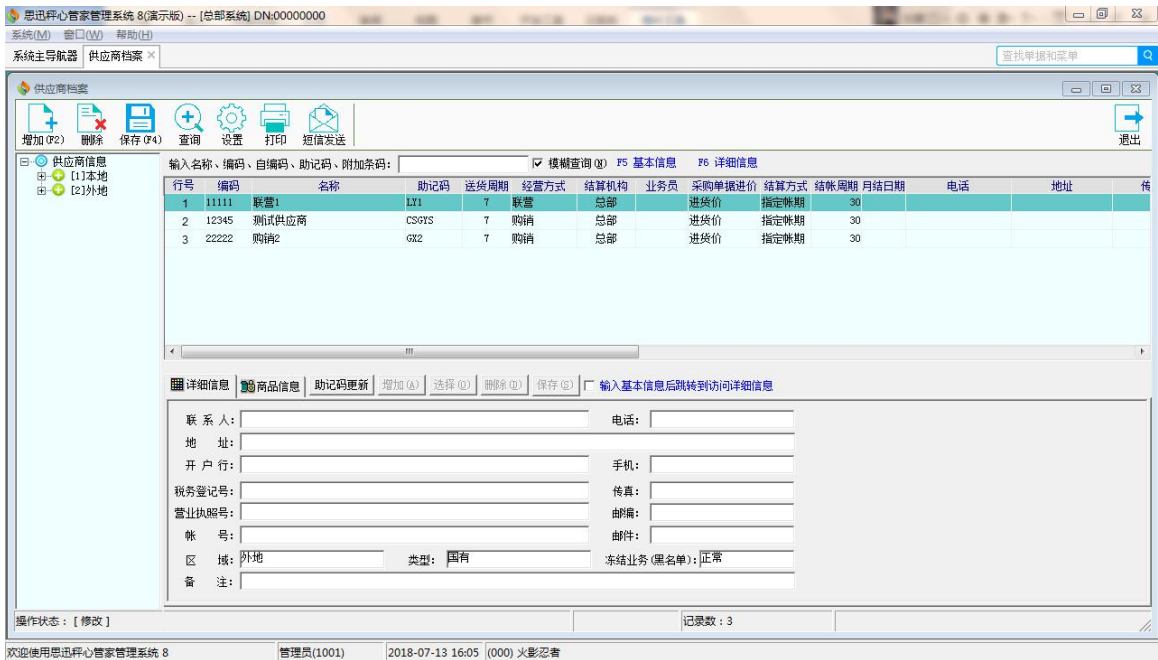 思迅秤心管家管理系统 8(演示版) -- [总部系统] DN:00000000
系统(M) 窗口(W) 帮助(H)
系统主导航器 供应商档案 查找单据和菜单
供应商档案
增加(F2) 删除 保存(F4) 查询 设置 打印 短信发送 退出
供应商信息
[1]本地
[2]外地
输入名称、编码、自编码、助记码、附加条码: 模糊查询(W) F5 基本信息 F6 详细信息
行号 编码 名称 助记码 送货周期 经营方式 结算机构 业务员 采购单据进价 结算方式 结帐周期 月结日期 电话 地址 传
1 11111 联营1 LY1 7 联营 总部 进货价 指定帐期 30
2 12345 测试供应商 CSGYS 7 购销 总部 进货价 指定帐期 30
3 22222 购销2 GX2 7 购销 总部 进货价 指定帐期 30
详细信息 商品信息 助记码更新 增加(A) 选择(O) 删除(D) 保存(S) 输入基本信息后跳转到访问详细信息
联系人: 电话:
地址:
开户行: 手机:
税务登记号: 传真:
营业执照号: 邮编:
帐号: 邮件:
区域: 外地 类型: 国有 冻结业务(黑名单): 正常
备注:
操作状态：[ 修改 ] 记录数：3
欢迎使用思迅秤心管家管理系统 8 管理员(1001) 2018-07-13 16:05 (000) 火影忍者